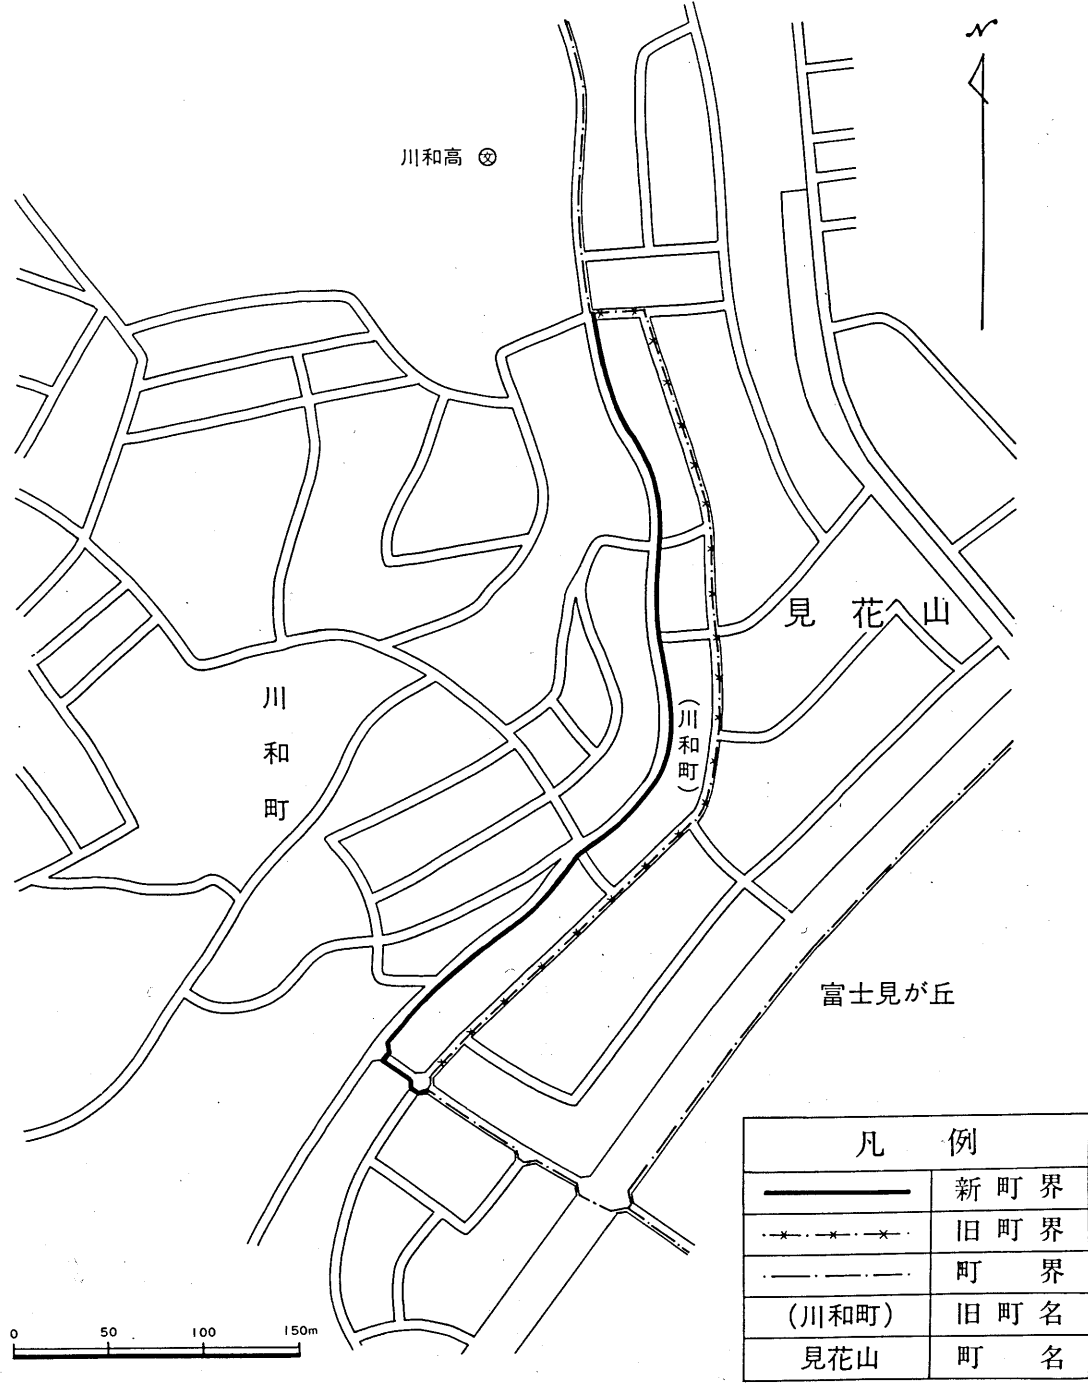 N
川和高 文
見花山
川和町
(川和町)
富士見が丘
凡例
新町界
旧町界
町界
(川和町) 旧町名
見花山 町名
0 50 100 150m